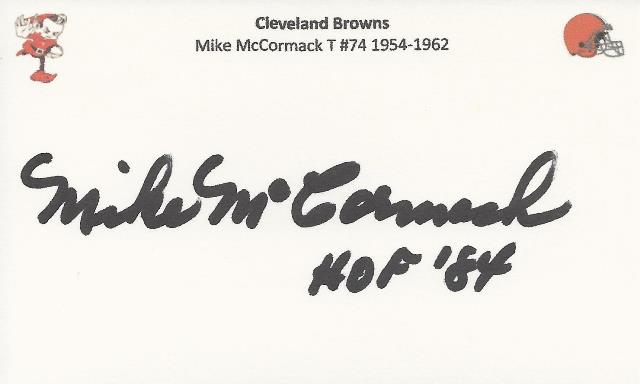 Cleveland Browns
Mike McCormack T #74 1954-1962
Mike McCormack
HOF '84